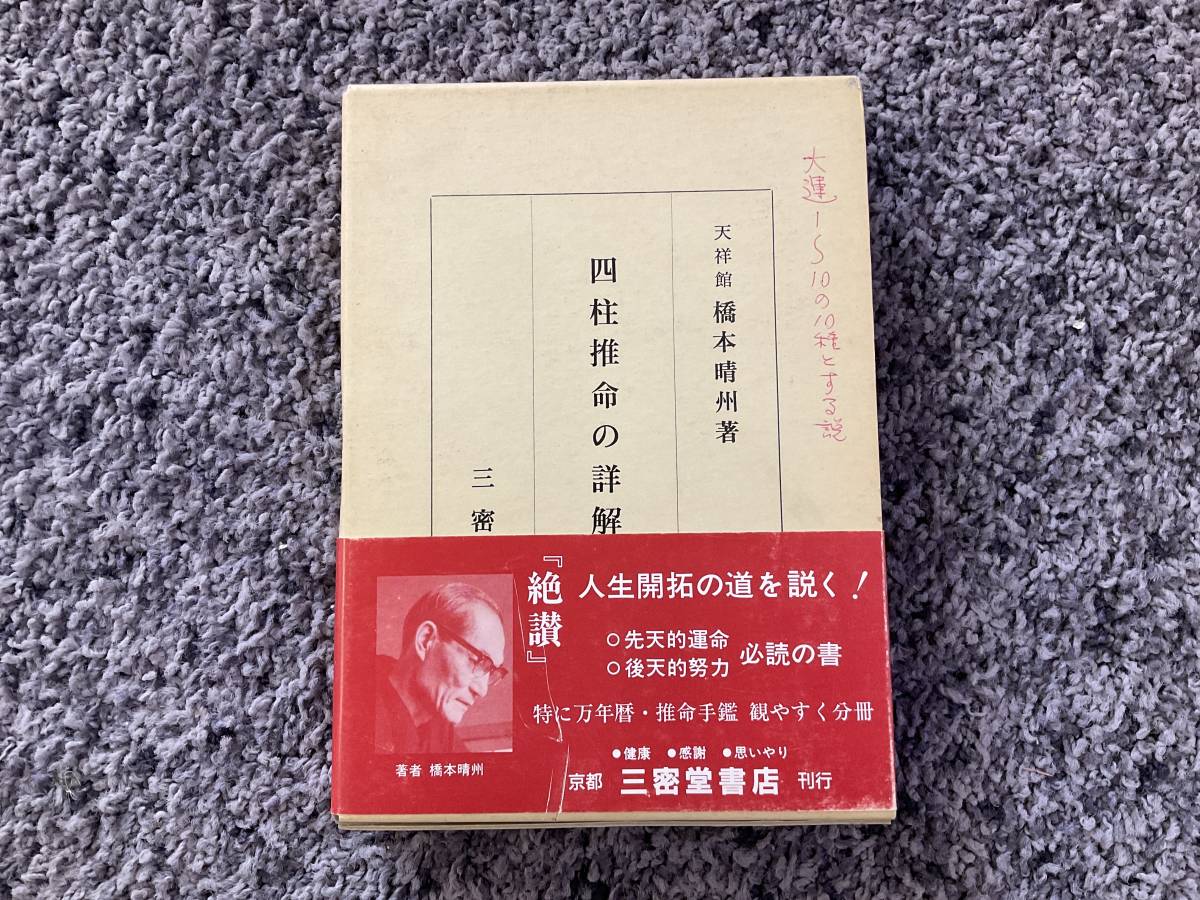 大運1〜10の10種とする説
天祥館 橋本晴州著
四柱推命の詳解
三密
『絶讃』
人生開拓の道を説く!
○先天的運命
○後天的努力
必読の書
特に万年暦・推命手鑑 観やすく分冊
●健康 ●感謝 ●思いやり
京都 三密堂書店 刊行
著者 橋本晴州